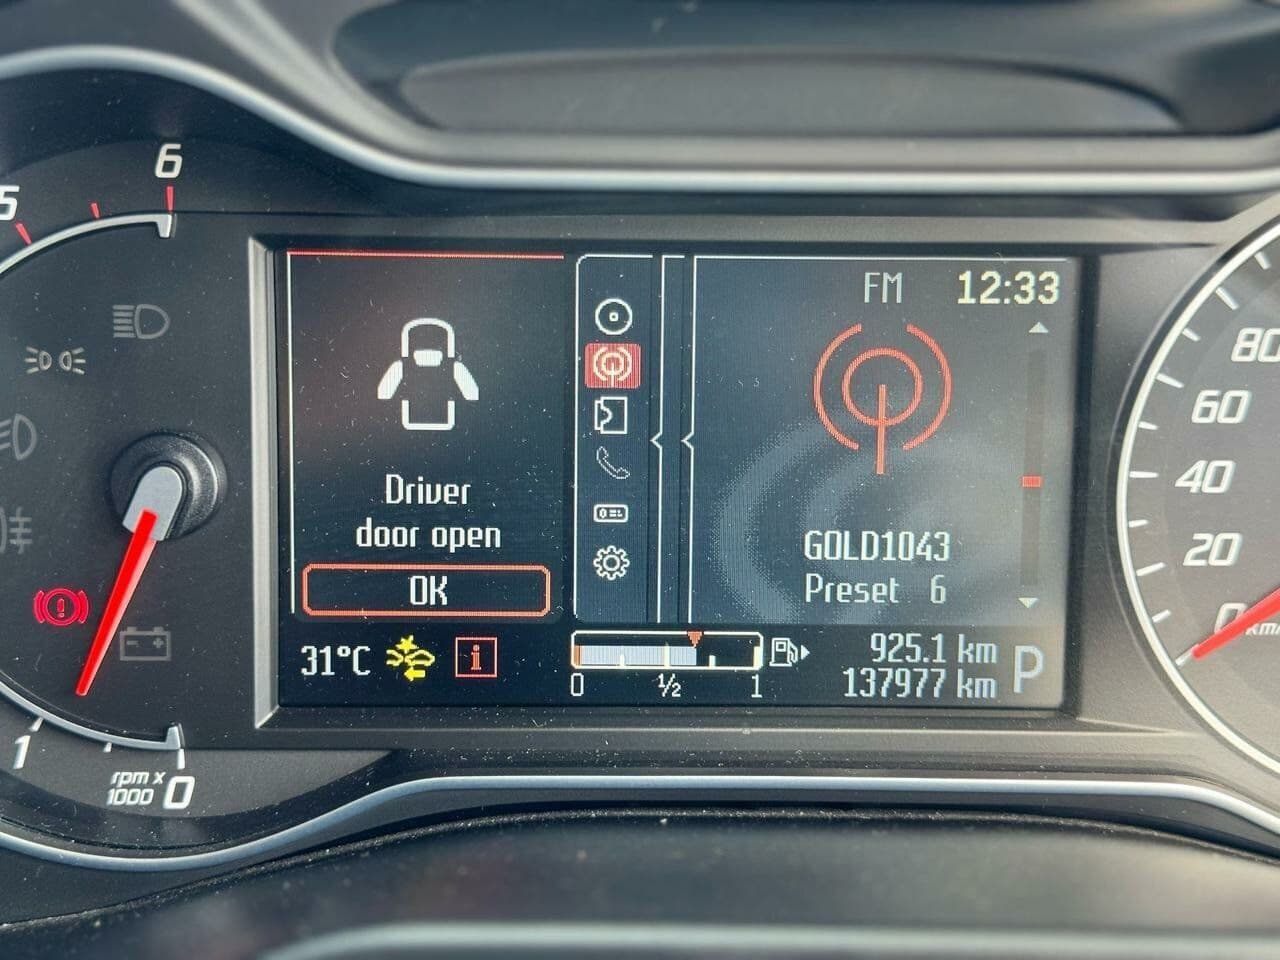 5
6
FM 12:33
Driver
door open
OK
GOLD1043
Preset 6
80
60
40
20
0
31°C
i
0 ½ 1
925.1 km
137977 km
P
1
rpm x
1000
0